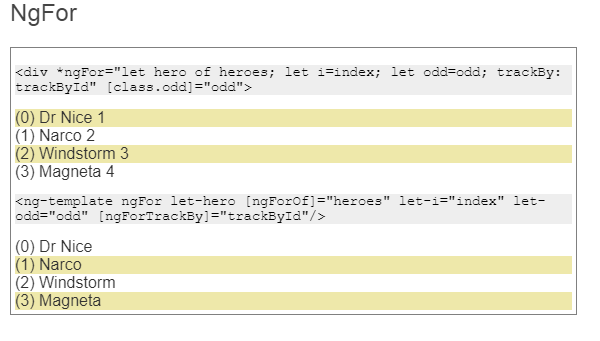 NgFor
<div *ngFor="let hero of heroes; let i=index; let odd=odd; trackBy:
trackById" [class.odd]="odd">
(0) Dr Nice 1
(1) Narco 2
(2) Windstorm 3
(3) Magneta 4
<ng-template ngFor let-hero [ngForOf]="heroes" let-i="index" let-
odd="odd" [ngForTrackBy]="trackById"/>
(0) Dr Nice
(1) Narco
(2) Windstorm
(3) Magneta